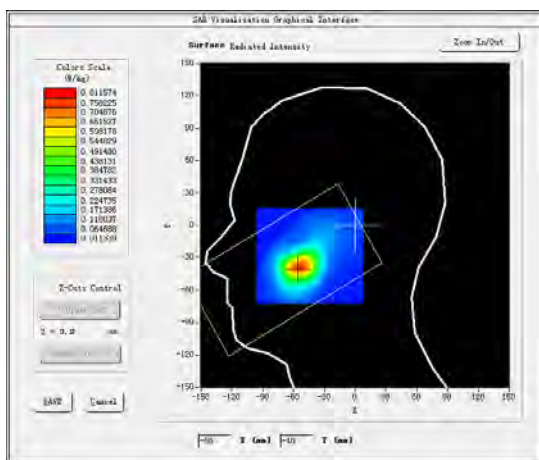 SAR Visualisation Graphical Interface
Surface Radiated Intensity
Zoom In/Out
Colors Scale
(W/kg)
0.811574
0.758225
0.704876
0.651527
0.598178
0.544829
0.491480
0.438131
0.384782
0.331433
0.278084
0.224735
0.171386
0.118037
0.064688
0.011339
150
120
90
60
30
0
-30
-60
-90
-120
-150
-150 -120 -90 -60 -30 0 30 60 90 120 150
Z-Cuts Control
Z = mm
SAVE Cancel
X (mm) -40 Y (mm)